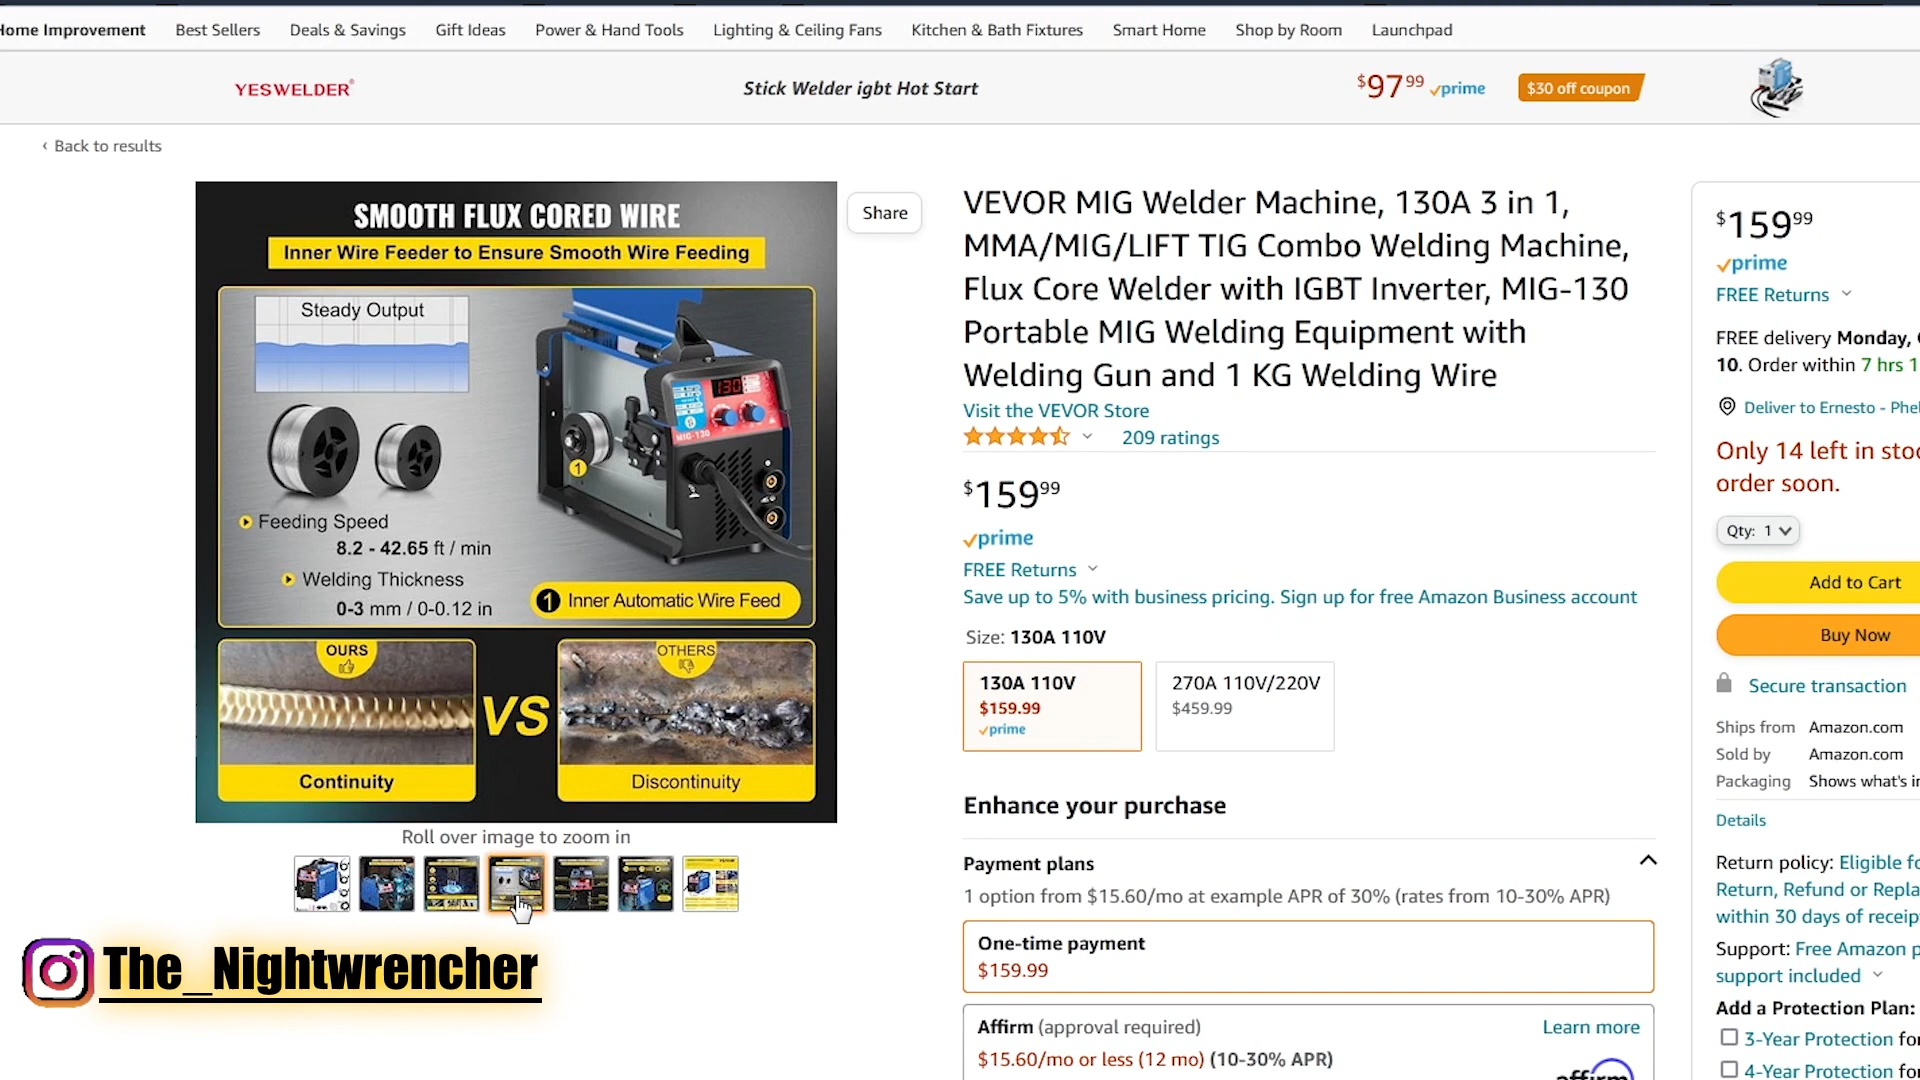 Home Improvement
Best Sellers
Deals & Savings
Gift Ideas
Power & Hand Tools
Lighting & Ceiling Fans
Kitchen & Bath Fixtures
Smart Home
Shop by Room
Launchpad
YESWELDER
Stick Welder igbt Hot Start
$97 99 prime
$30 off coupon
‹ Back to results
SMOOTH FLUX CORED WIRE
Inner Wire Feeder to Ensure Smooth Wire Feeding
Steady Output
130
MIG-130
1
Feeding Speed
8.2 - 42.65 ft / min
Welding Thickness
0-3 mm / 0-0.12 in
1 Inner Automatic Wire Feed
OURS
VS
OTHERS
Continuity
Discontinuity
Roll over image to zoom in
The_Nightwrencher
Share
VEVOR MIG Welder Machine, 130A 3 in 1,
MMA/MIG/LIFT TIG Combo Welding Machine,
Flux Core Welder with IGBT Inverter, MIG-130
Portable MIG Welding Equipment with
Welding Gun and 1 KG Welding Wire
Visit the VEVOR Store
209 ratings
$159 99
prime
FREE Returns
Save up to 5% with business pricing. Sign up for free Amazon Business account
Size: 130A 110V
130A 110V
$159.99
prime
270A 110V/220V
$459.99
Enhance your purchase
Payment plans
1 option from $15.60/mo at example APR of 30% (rates from 10-30% APR)
One-time payment
$159.99
Affirm (approval required)
Learn more
$15.60/mo or less (12 mo) (10-30% APR)
affirm
$159 99
prime
FREE Returns
FREE delivery Monday,
10. Order within 7 hrs 1
Deliver to Ernesto - Phel
Only 14 left in stoc
order soon.
Qty: 1
Add to Cart
Buy Now
Secure transaction
Ships from Amazon.com
Sold by Amazon.com
Packaging Shows what's in
Details
Return policy: Eligible fo
Return, Refund or Repla
within 30 days of receip
Support: Free Amazon p
support included
Add a Protection Plan:
3-Year Protection for
4-Year Protection for